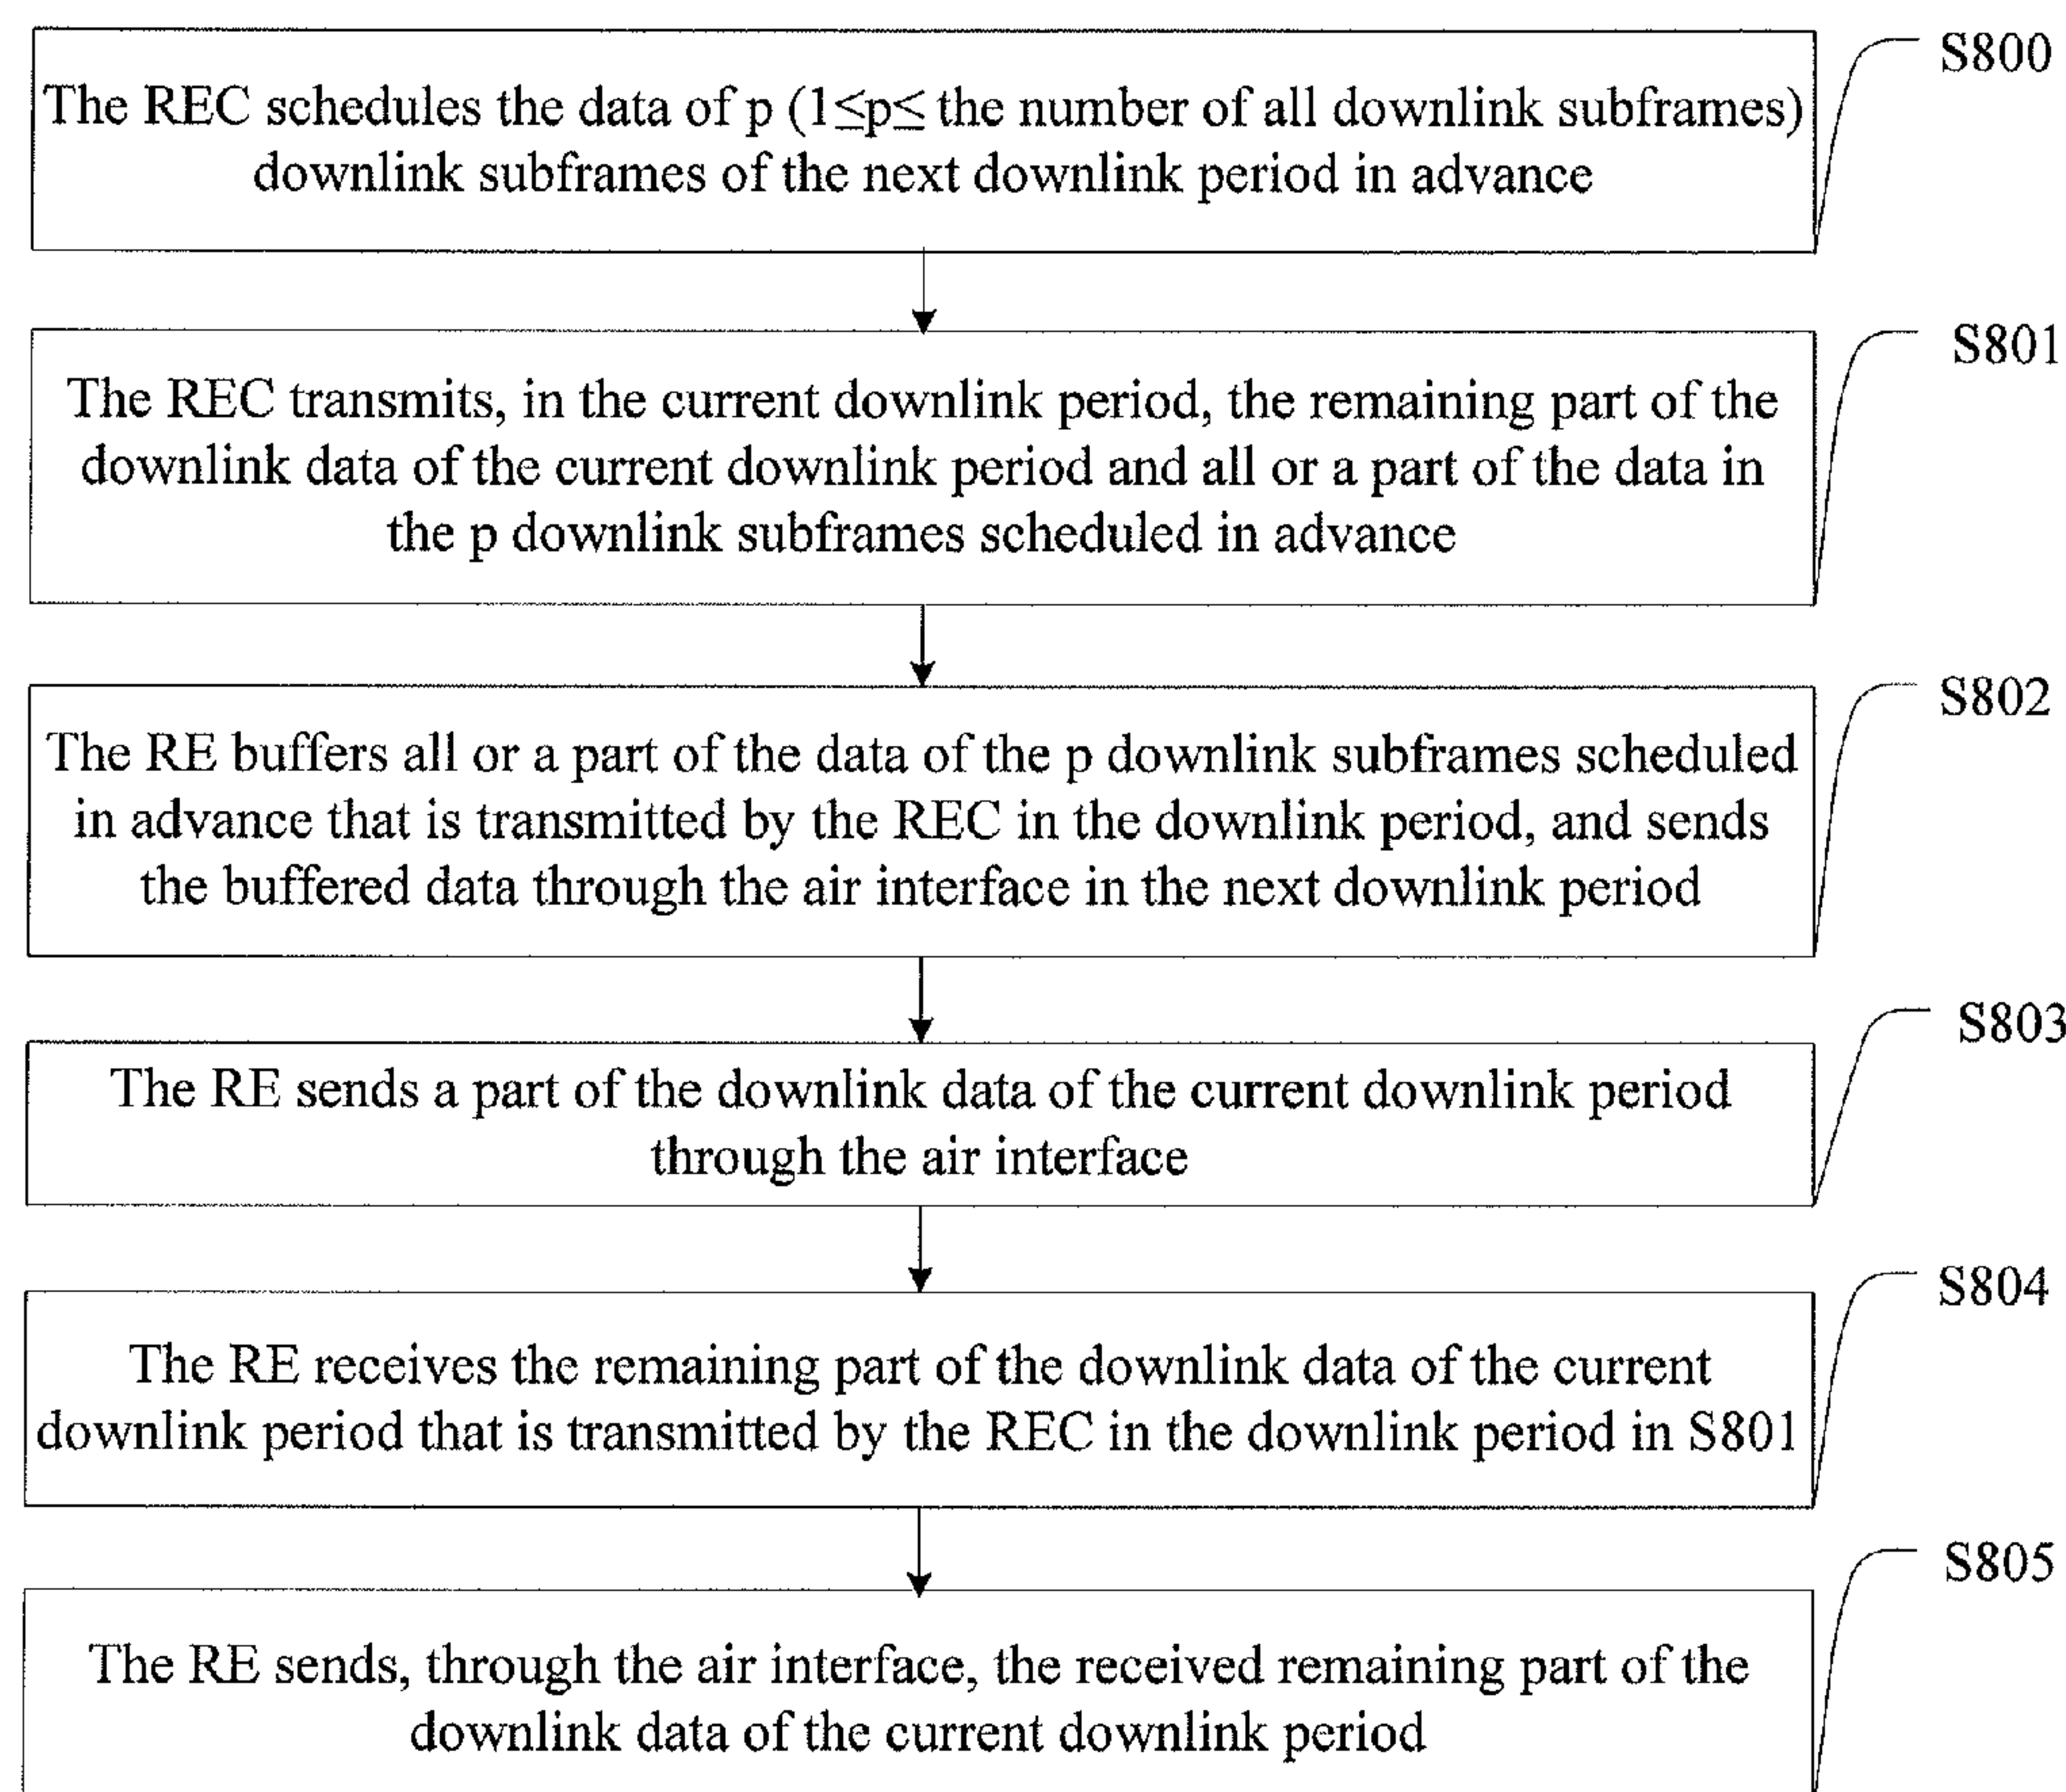 S800
The REC schedules the data of p (1≤p≤ the number of all downlink subframes)
downlink subframes of the next downlink period in advance
S801
The REC transmits, in the current downlink period, the remaining part of the
downlink data of the current downlink period and all or a part of the data in
the p downlink subframes scheduled in advance
S802
The RE buffers all or a part of the data of the p downlink subframes scheduled
in advance that is transmitted by the REC in the downlink period, and sends
the buffered data through the air interface in the next downlink period
S803
The RE sends a part of the downlink data of the current downlink period
through the air interface
S804
The RE receives the remaining part of the downlink data of the current
downlink period that is transmitted by the REC in the downlink period in S801
S805
The RE sends, through the air interface, the received remaining part of the
downlink data of the current downlink period